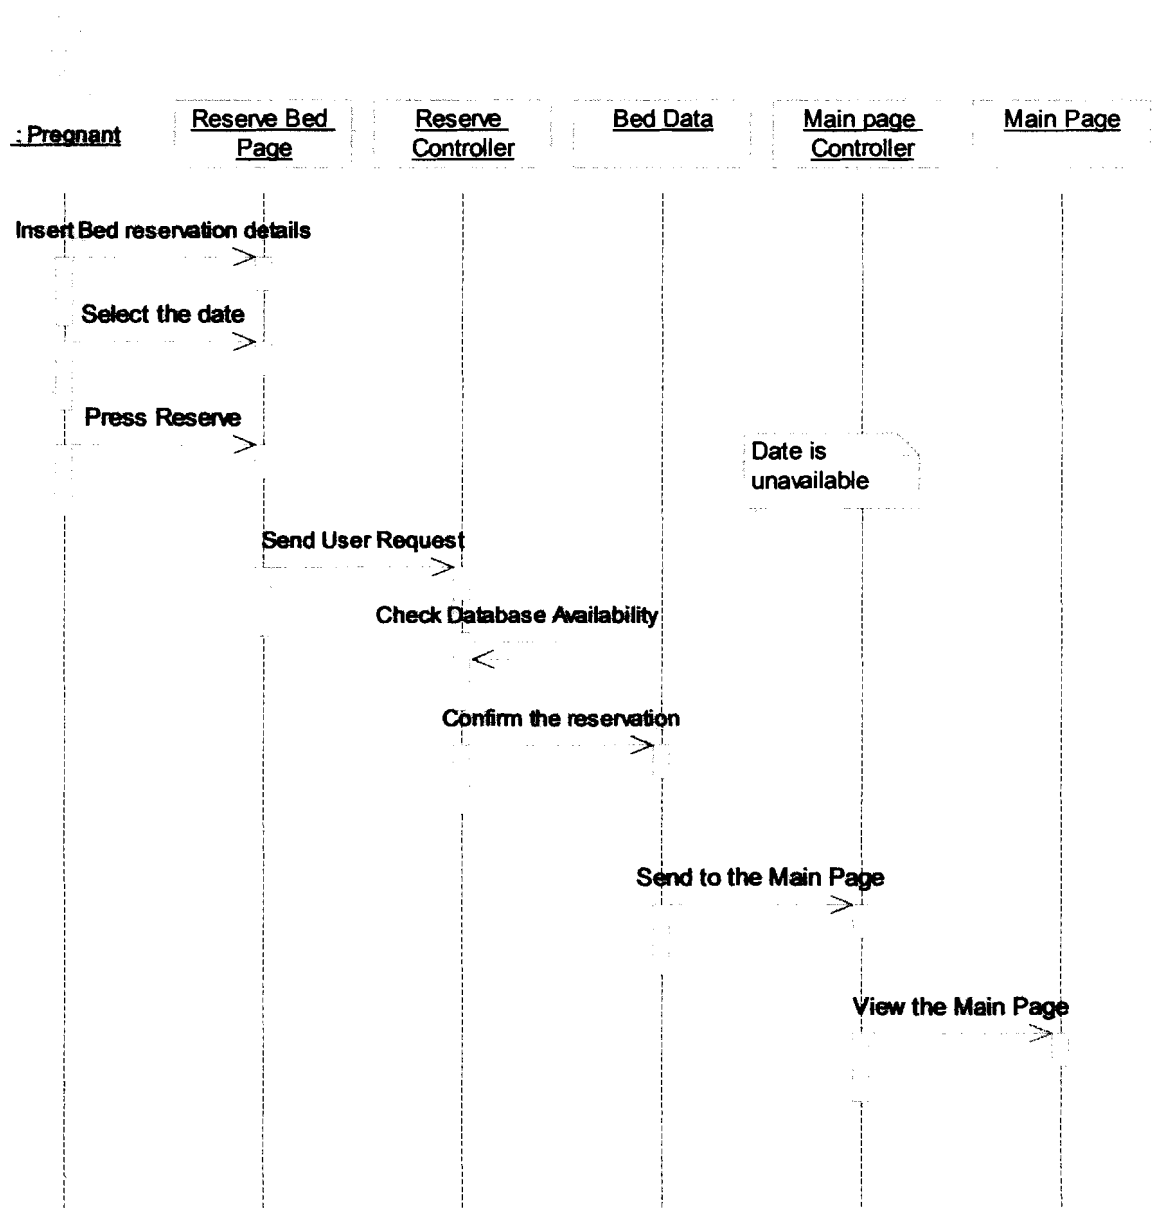 : Pregnant
Reserve Bed
Page
Reserve
Controller
Bed Data
Main page
Controller
Main Page
Insert Bed reservation details
Select the date
Press Reserve
Date is
unavailable
Send User Request
Check Database Availability
Confirm the reservation
Send to the Main Page
View the Main Page